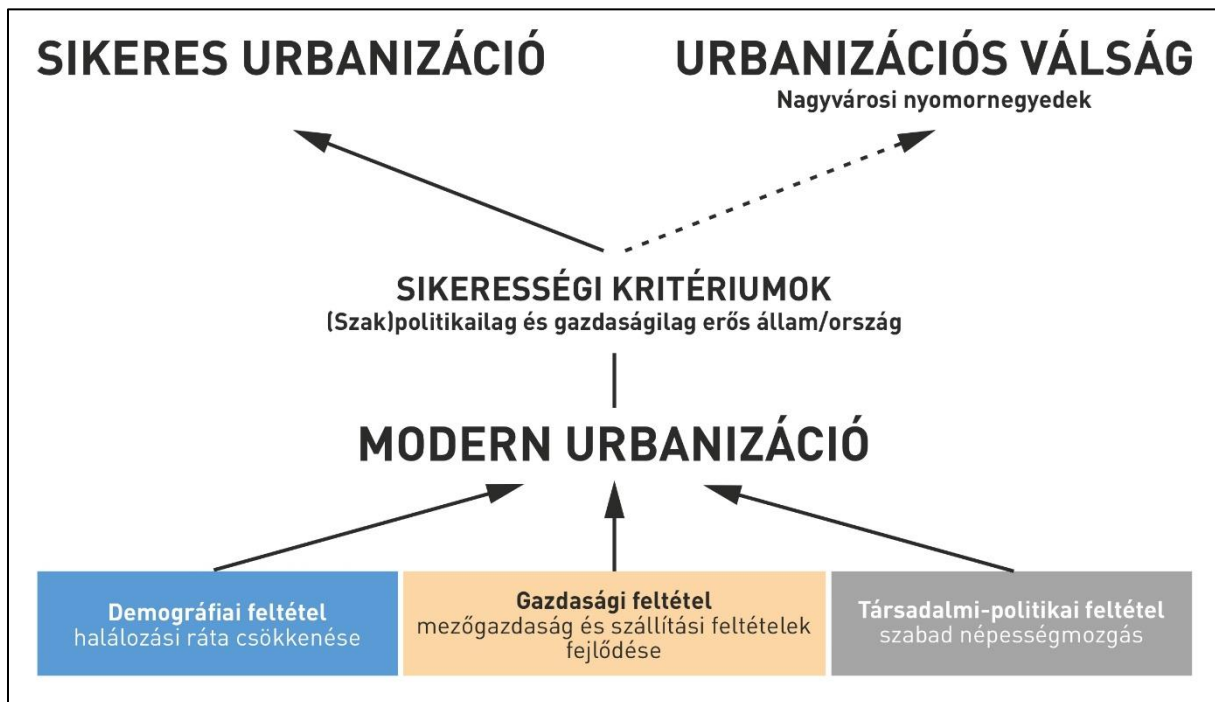 SIKERES URBANIZÁCIÓ
URBANIZÁCIÓS VÁLSÁG
Nagyvárosi nyomornegyedek
SIKERESSÉGI KRITÉRIUMOK
(Szak)politikailag és gazdaságilag erős állam/ország
MODERN URBANIZÁCIÓ
Demográfiai feltétel
halálozási ráta csökkenése
Gazdasági feltétel
mezőgazdaság és szállítási feltételek
fejlődése
Társadalmi-politikai feltétel
szabad népességmozgás